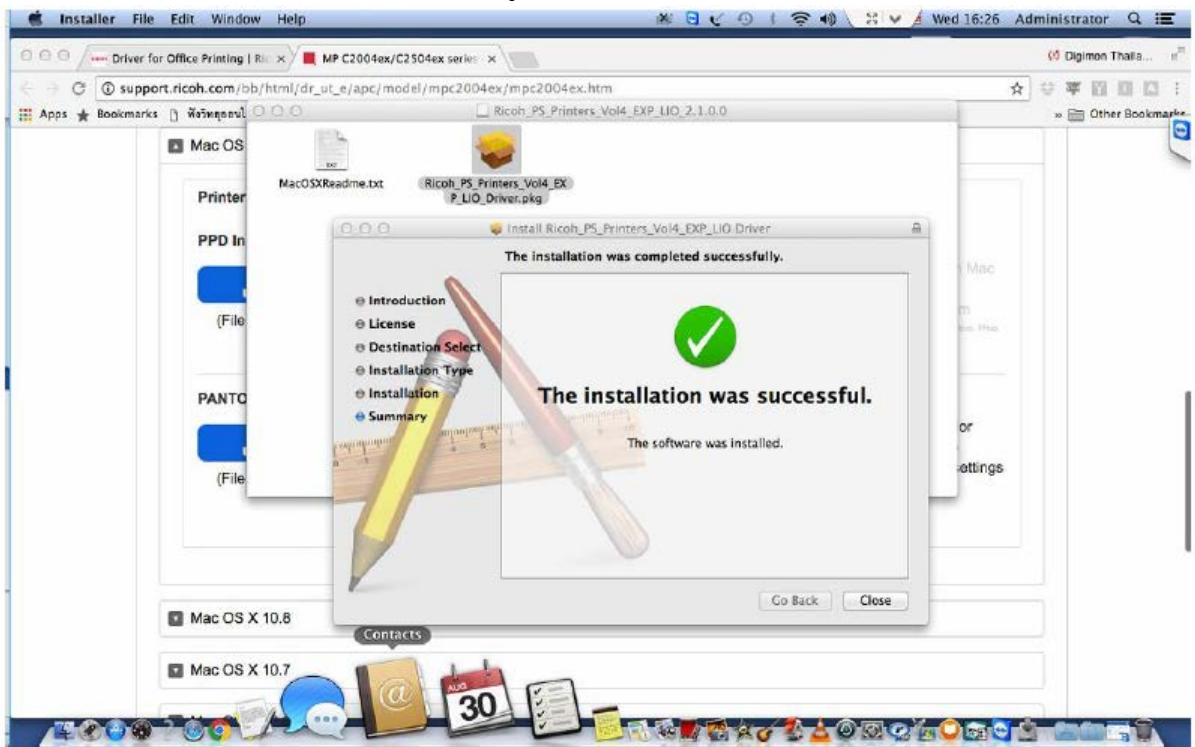 Installer File Edit Window Help Wed 16:26 Administrator
Driver for Office Printing | Ric
MP C2004ex/C2504ex series
Digimon Thaila...
support.ricoh.com/bb/html/dr_ut_e/apc/model/mpc2004ex/mpc2004ex.htm
Apps Bookmarks
Ricoh_PS_Printers_Vol4_EXP_LIO_2.1.0.0
Other Bookmarks
Mac OS
TXT
MacOSXReadme.txt
Ricoh_PS_Printers_Vol4_EX
P_LIO_Driver.pkg
Printer
PPD In
(File
PANTO
(File
Install Ricoh_PS_Printers_Vol4_EXP_LIO Driver
The installation was completed successfully.
Introduction
License
Destination Select
Installation Type
Installation
Summary
The installation was successful.
The software was installed.
Go Back Close
Mac
or
ettings
Mac OS X 10.8
Contacts
Mac OS X 10.7
AUG
30